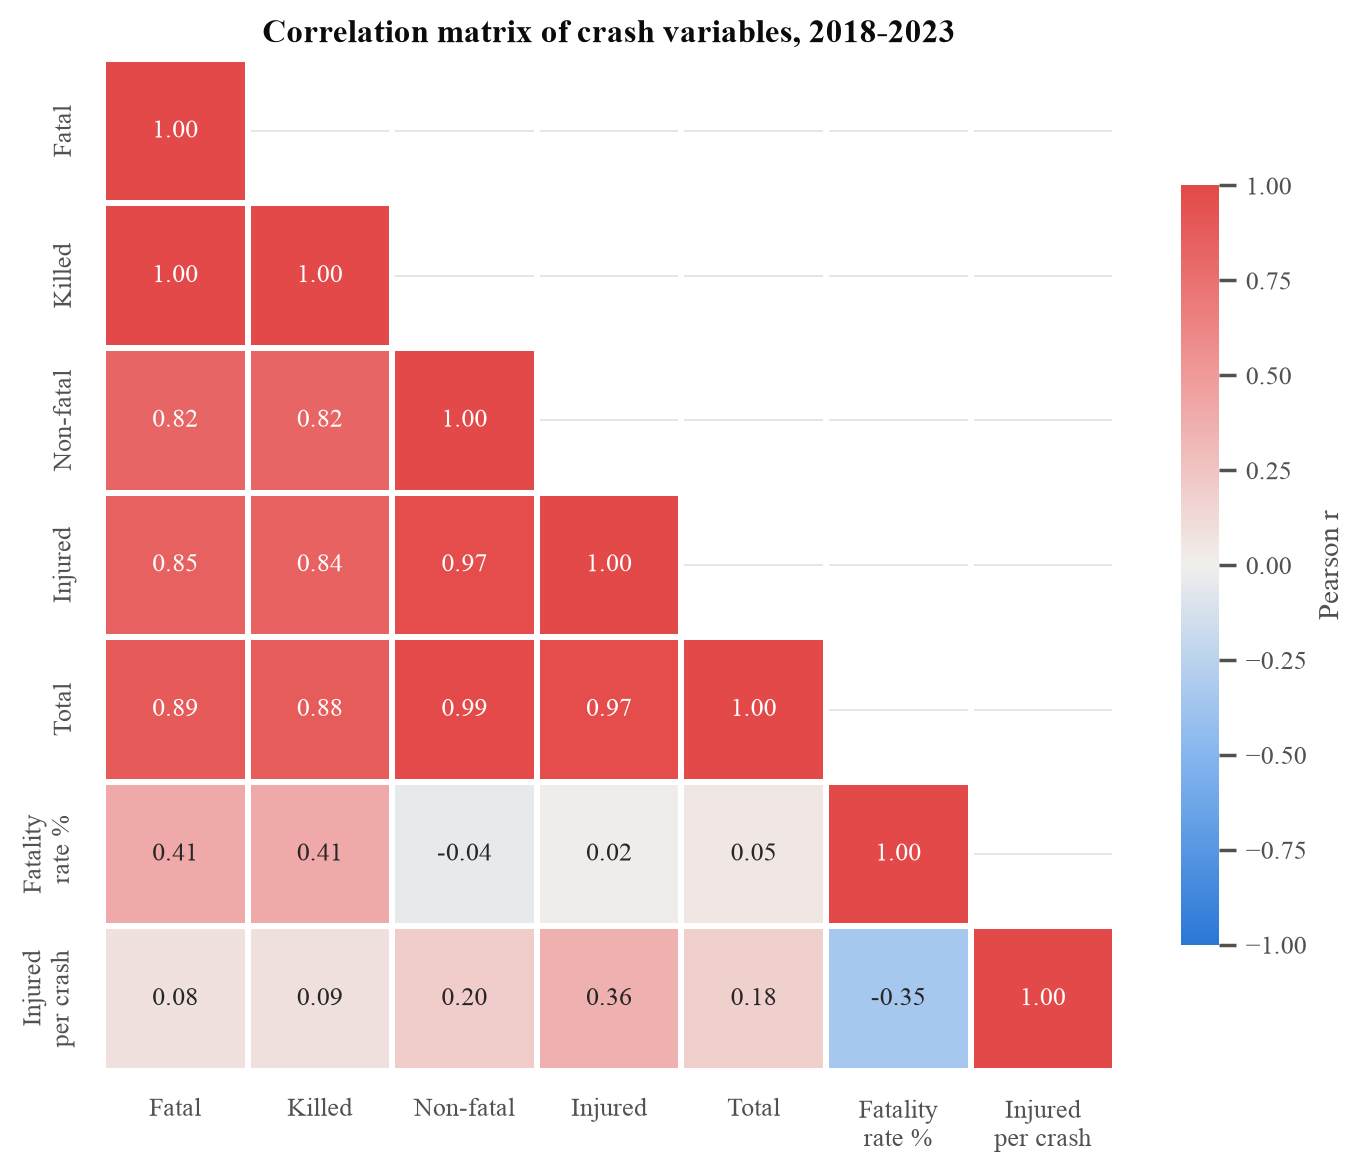 Correlation matrix of crash variables, 2018-2023
Fatal
1.00
Killed
1.00 1.00
Non-fatal
0.82 0.82 1.00
Injured
0.85 0.84 0.97 1.00
Total
0.89 0.88 0.99 0.97 1.00
Fatality
rate %
0.41 0.41 -0.04 0.02 0.05 1.00
Injured
per crash
0.08 0.09 0.20 0.36 0.18 -0.35 1.00
Fatal Killed Non-fatal Injured Total
Fatality
rate %
Injured
per crash
1.00
0.75
0.50
0.25
0.00
−0.25
−0.50
−0.75
−1.00
Pearson r